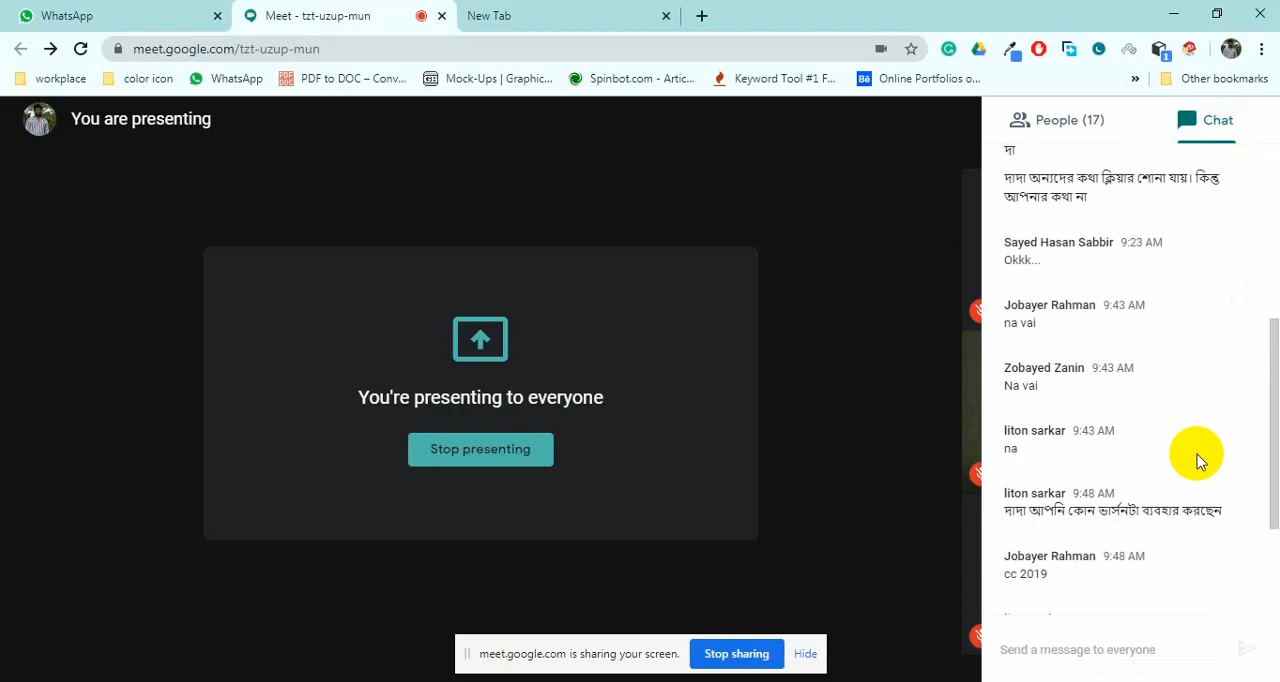 WhatsApp
Meet - tzt-uzup-mun
New Tab
meet.google.com/tzt-uzup-mun
1
workplace
color icon
WhatsApp
PDF to DOC – Conv...
Mock-Ups | Graphic...
Spinbot.com - Artic...
Keyword Tool #1 F...
Bē Online Portfolios o...
Other bookmarks
You are presenting
People (17)
Chat
দা
দাদা অন্যদের কথা ক্লিয়ার শোনা যায়। কিন্তু
আপনার কথা না
Sayed Hasan Sabbir 9:23 AM
Okkk...
Jobayer Rahman 9:43 AM
na vai
Zobayed Zanin 9:43 AM
Na vai
liton sarkar 9:43 AM
na
liton sarkar 9:48 AM
দাদা আপনি কোন ভার্সনটা ব্যবহার করছেন
Jobayer Rahman 9:48 AM
cc 2019
You're presenting to everyone
Stop presenting
meet.google.com is sharing your screen.
Stop sharing
Hide
Send a message to everyone